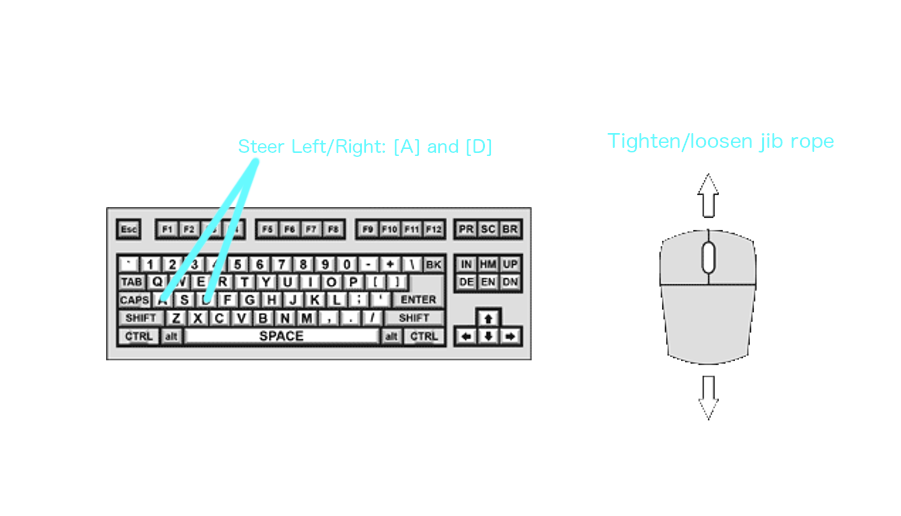 Steer Left/Right: [A] and [D]
Tighten/loosen jib rope
Esc F1 F2 F5 F6 F7 F8 F9 F10 F11 F12 PR SC BR
` 1 2 3 4 5 6 7 8 9 0 - + \ BK IN HM UP
TAB Q W E R T Y U I O P [ ] DE EN DN
CAPS A S D F G H J K L ; ' ENTER
SHIFT Z X C V B N M , . / SHIFT
CTRL alt SPACE alt CTRL